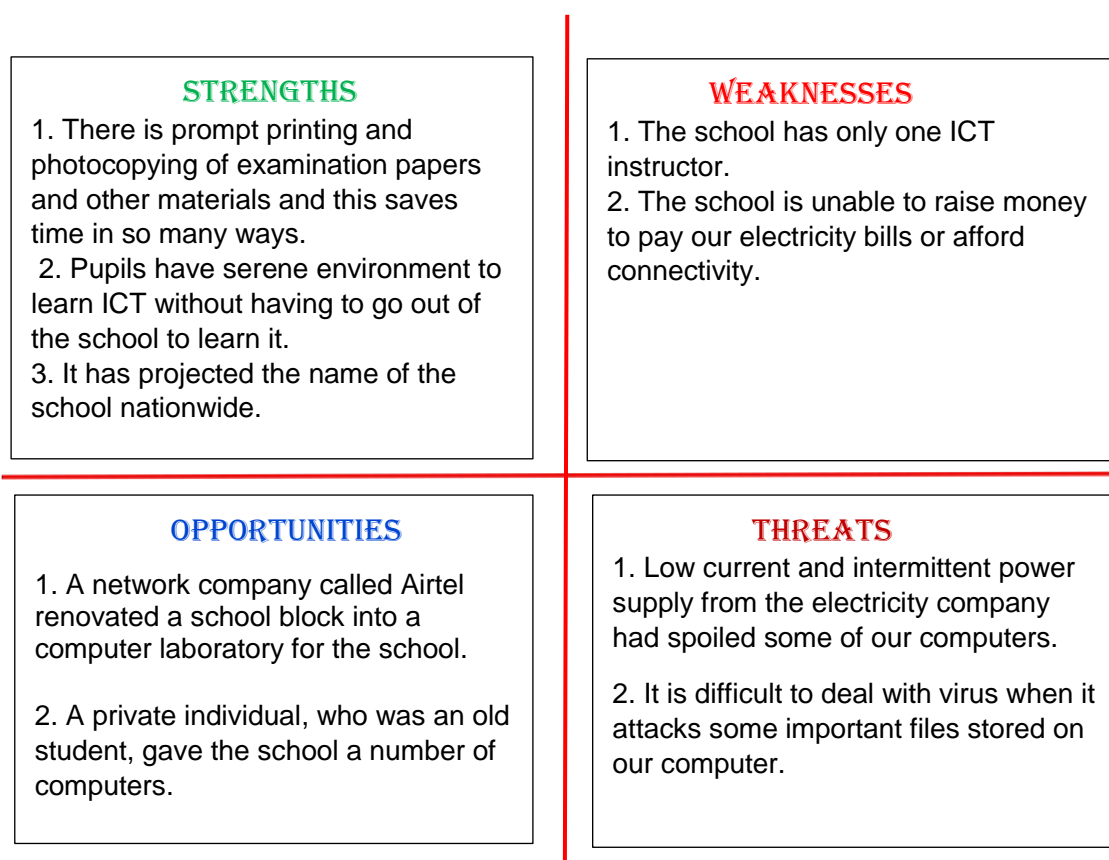 STRENGTHS
1. There is prompt printing and
photocopying of examination papers
and other materials and this saves
time in so many ways.
2. Pupils have serene environment to
learn ICT without having to go out of
the school to learn it.
3. It has projected the name of the
school nationwide.
WEAKNESSES
1. The school has only one ICT
instructor.
2. The school is unable to raise money
to pay our electricity bills or afford
connectivity.
OPPORTUNITIES
1. A network company called Airtel
renovated a school block into a
computer laboratory for the school.
2. A private individual, who was an old
student, gave the school a number of
computers.
THREATS
1. Low current and intermittent power
supply from the electricity company
had spoiled some of our computers.
2. It is difficult to deal with virus when it
attacks some important files stored on
our computer.